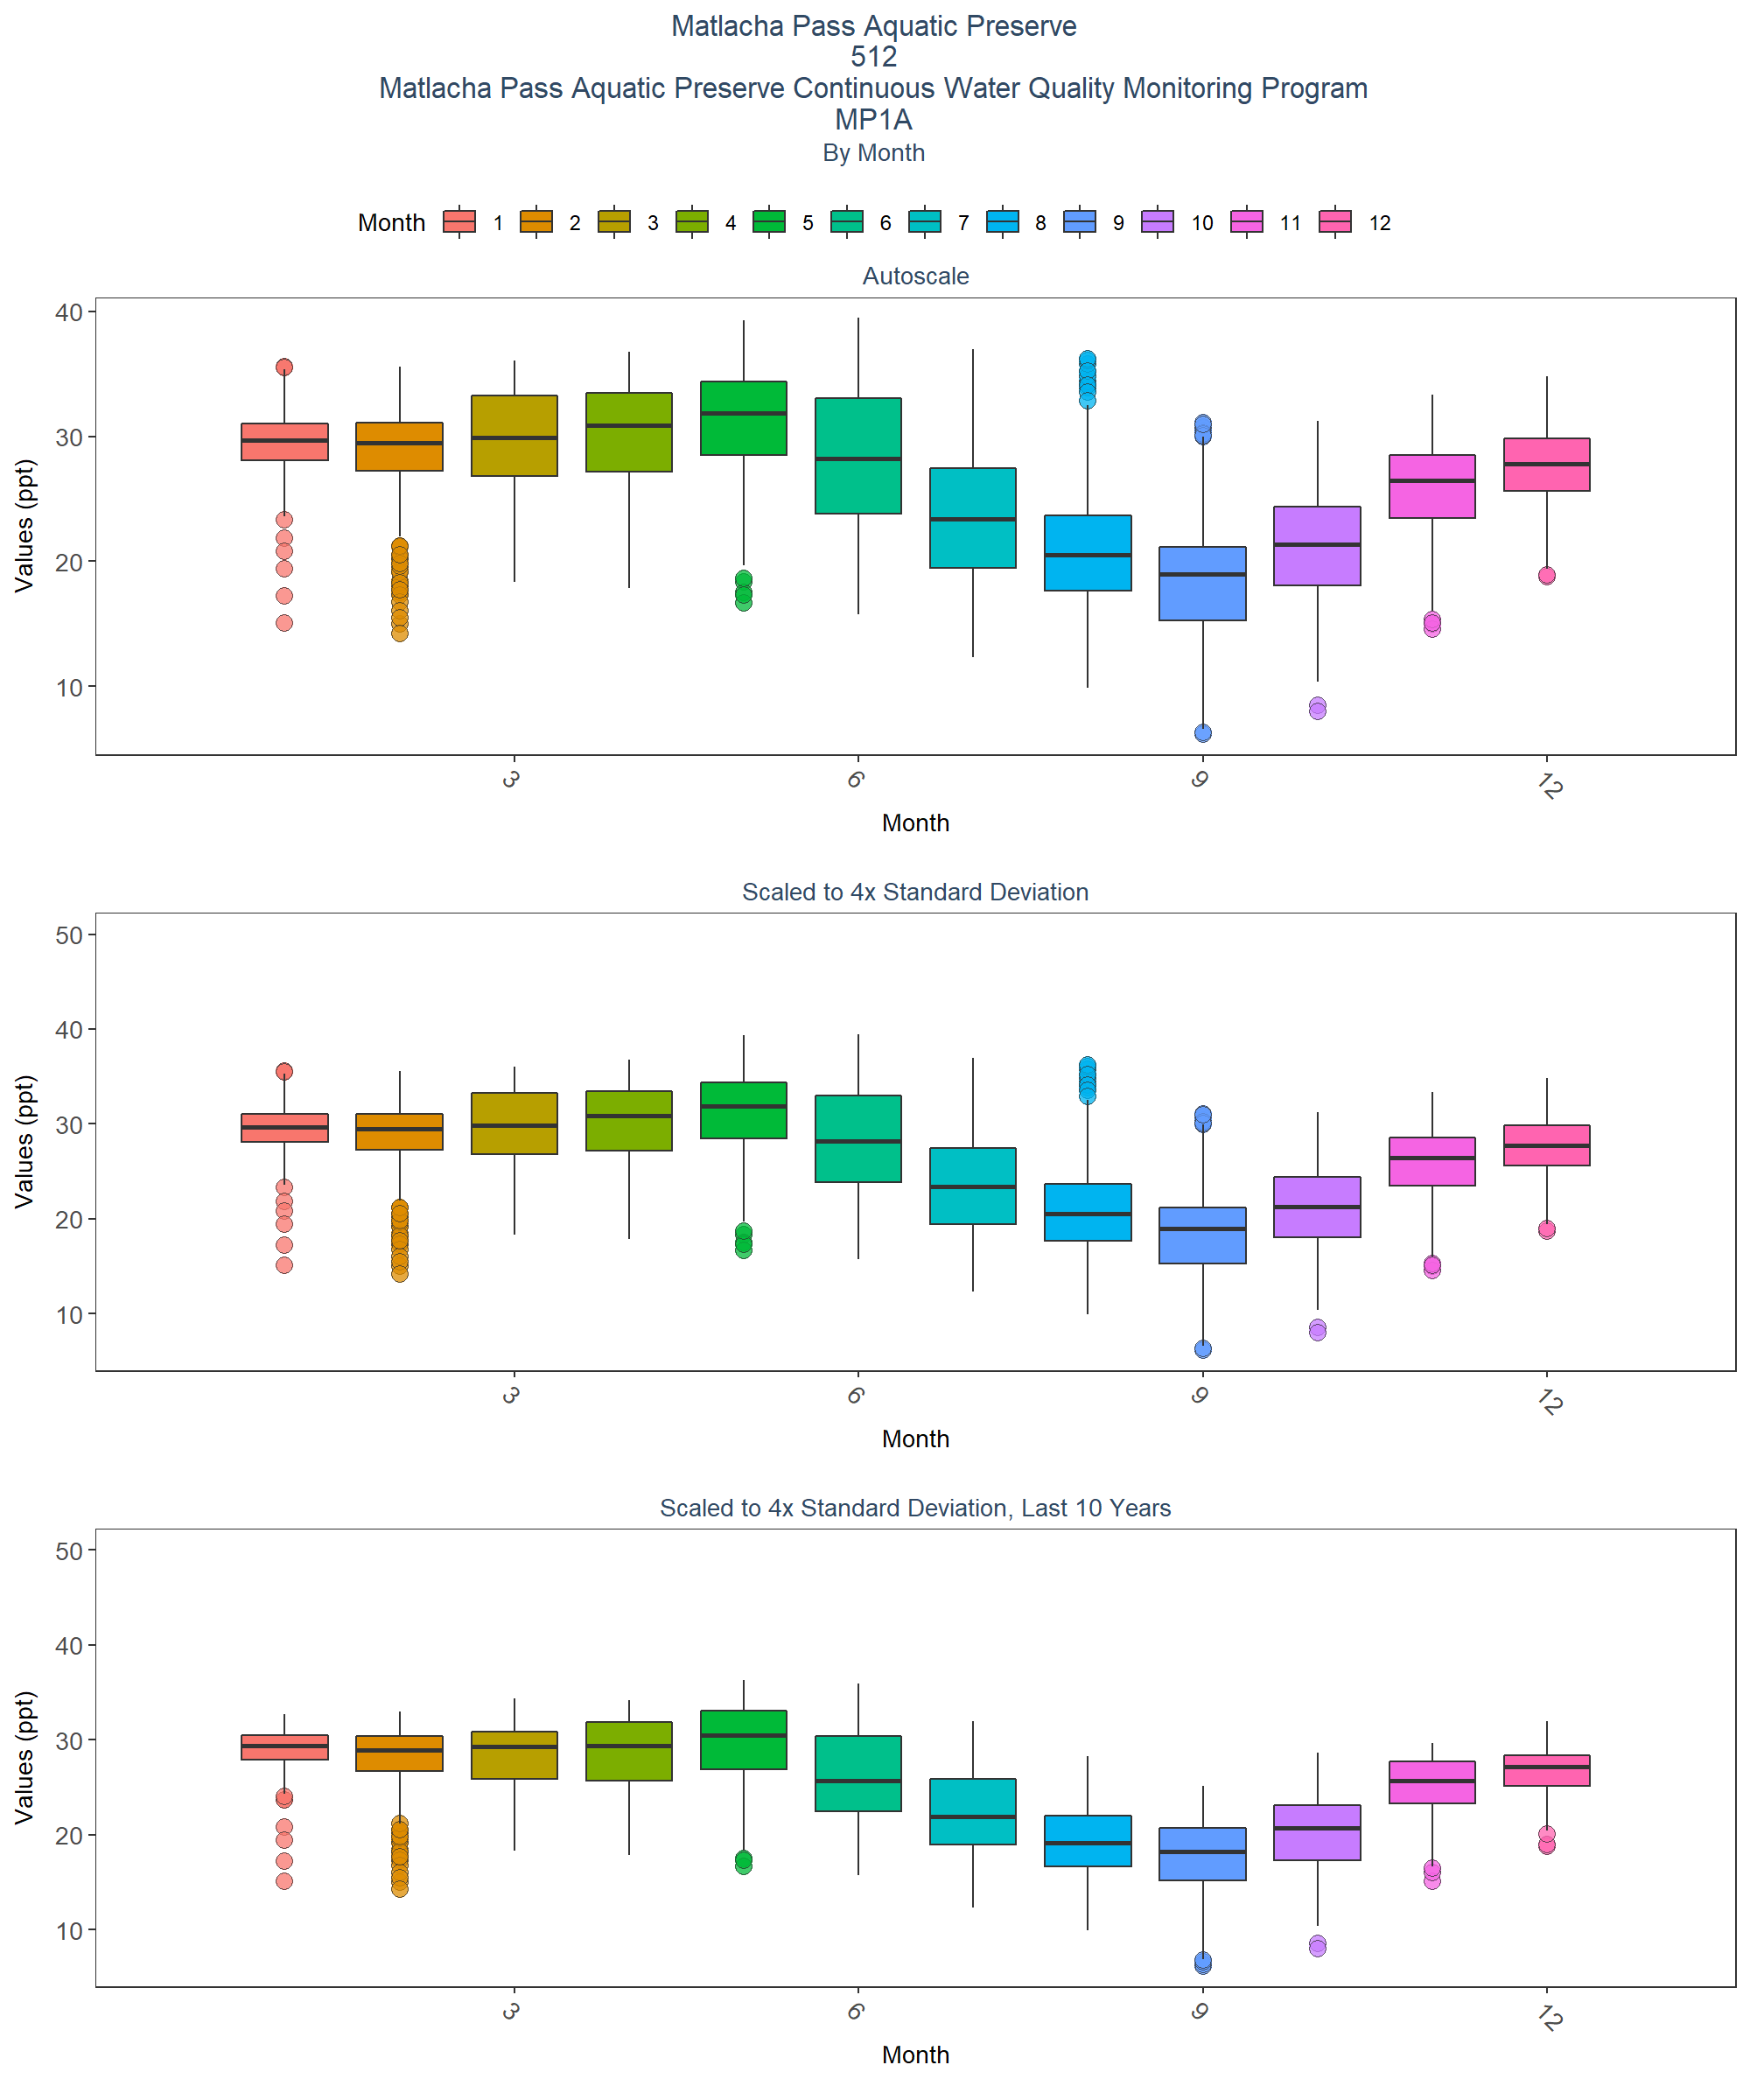 Matlacha Pass Aquatic Preserve
512
Matlacha Pass Aquatic Preserve Continuous Water Quality Monitoring Program
MP1A
By Month
Month 1 2 3 4 5 6 7 8 9 10 11 12
Autoscale
Values (ppt)
40
30
20
10
3 6 9 12
Month
Scaled to 4x Standard Deviation
Values (ppt)
50
40
30
20
10
3 6 9 12
Month
Scaled to 4x Standard Deviation, Last 10 Years
Values (ppt)
50
40
30
20
10
3 6 9 12
Month